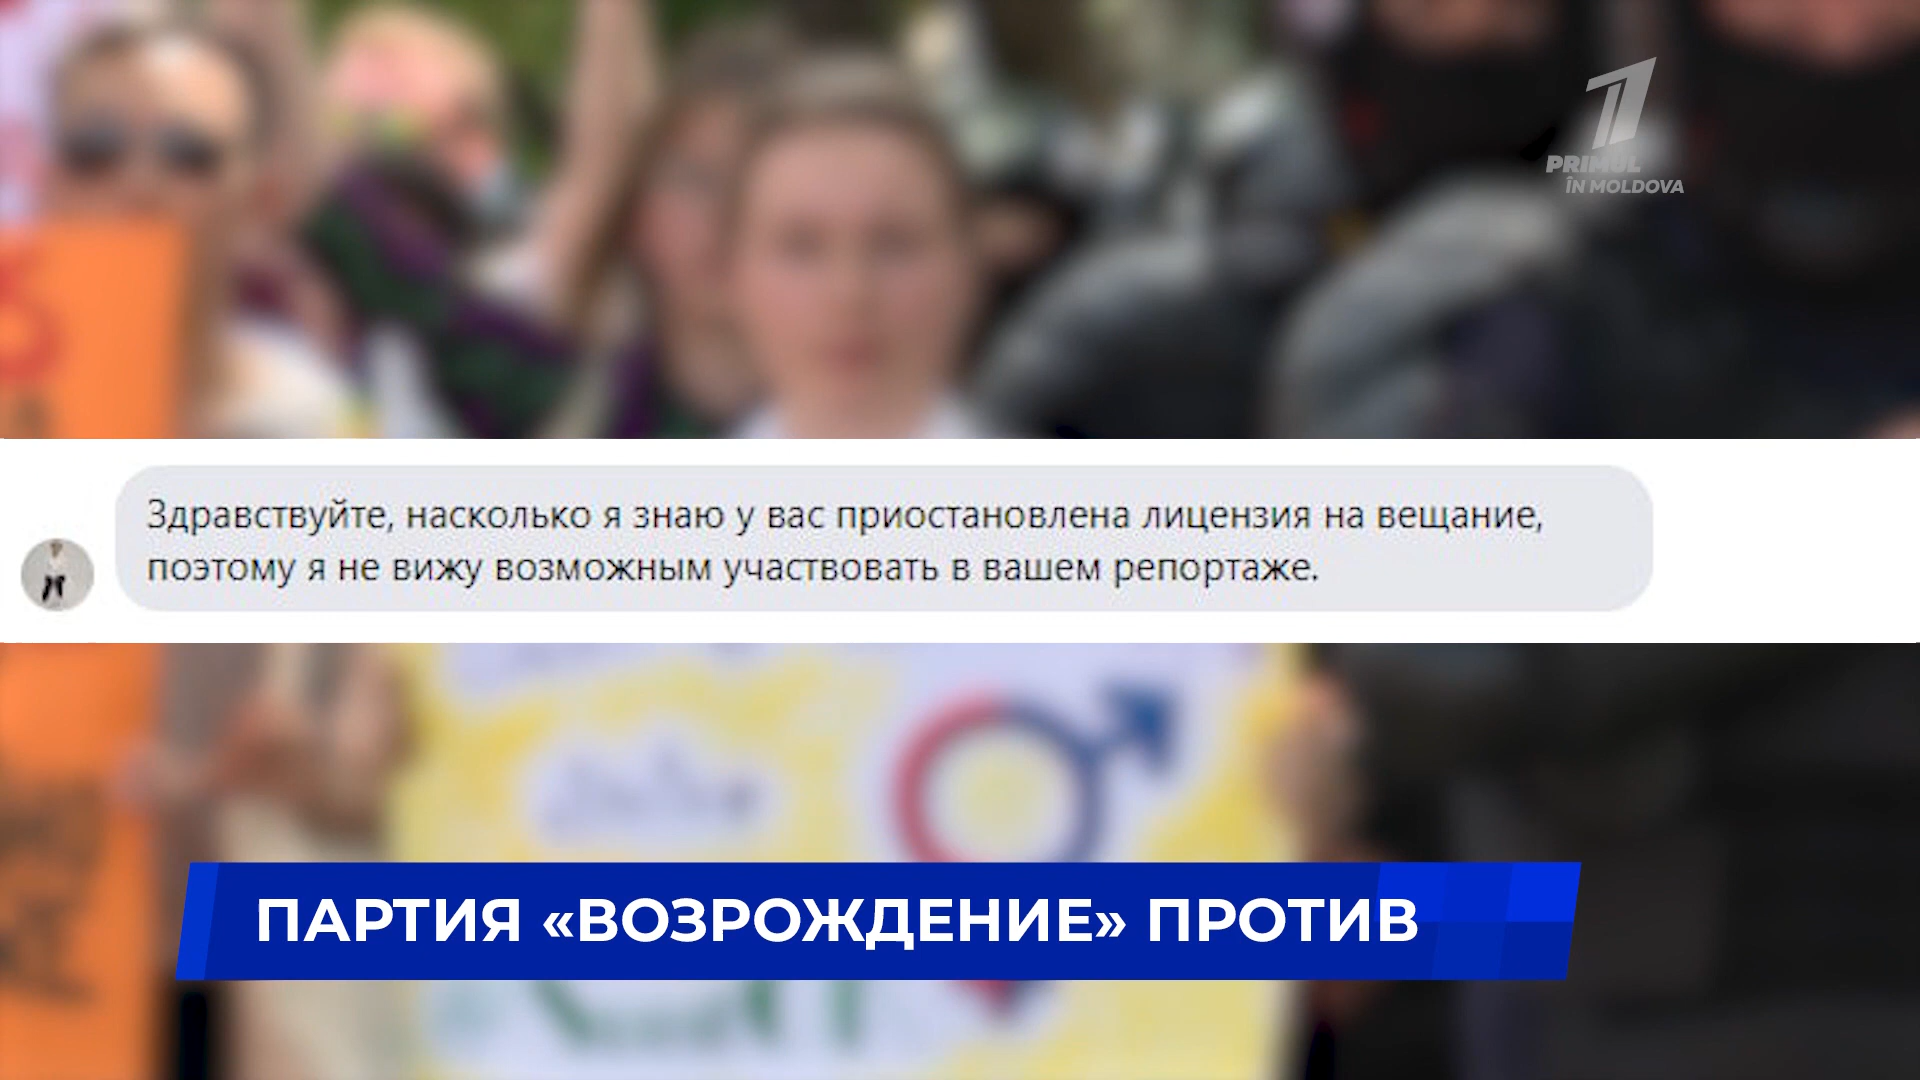 PRIMUL
ÎN MOLDOVA
Здравствуйте, насколько я знаю у вас приостановлена лицензия на вещание,
поэтому я не вижу возможным участвовать в вашем репортаже.
ПАРТИЯ «ВОЗРОЖДЕНИЕ» ПРОТИВ